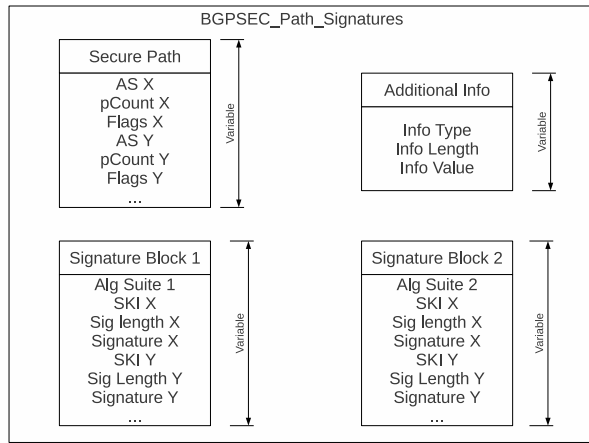 BGPSEC_Path_Signatures
Secure Path
AS X
pCount X
Flags X
AS Y
pCount Y
Flags Y
...
Variable
Additional Info
Info Type
Info Length
Info Value
Variable
Signature Block 1
Alg Suite 1
SKI X
Sig length X
Signature X
SKI Y
Sig Length Y
Signature Y
...
Variable
Signature Block 2
Alg Suite 2
SKI X
Sig length X
Signature X
SKI Y
Sig Length Y
Signature Y
...
Variable